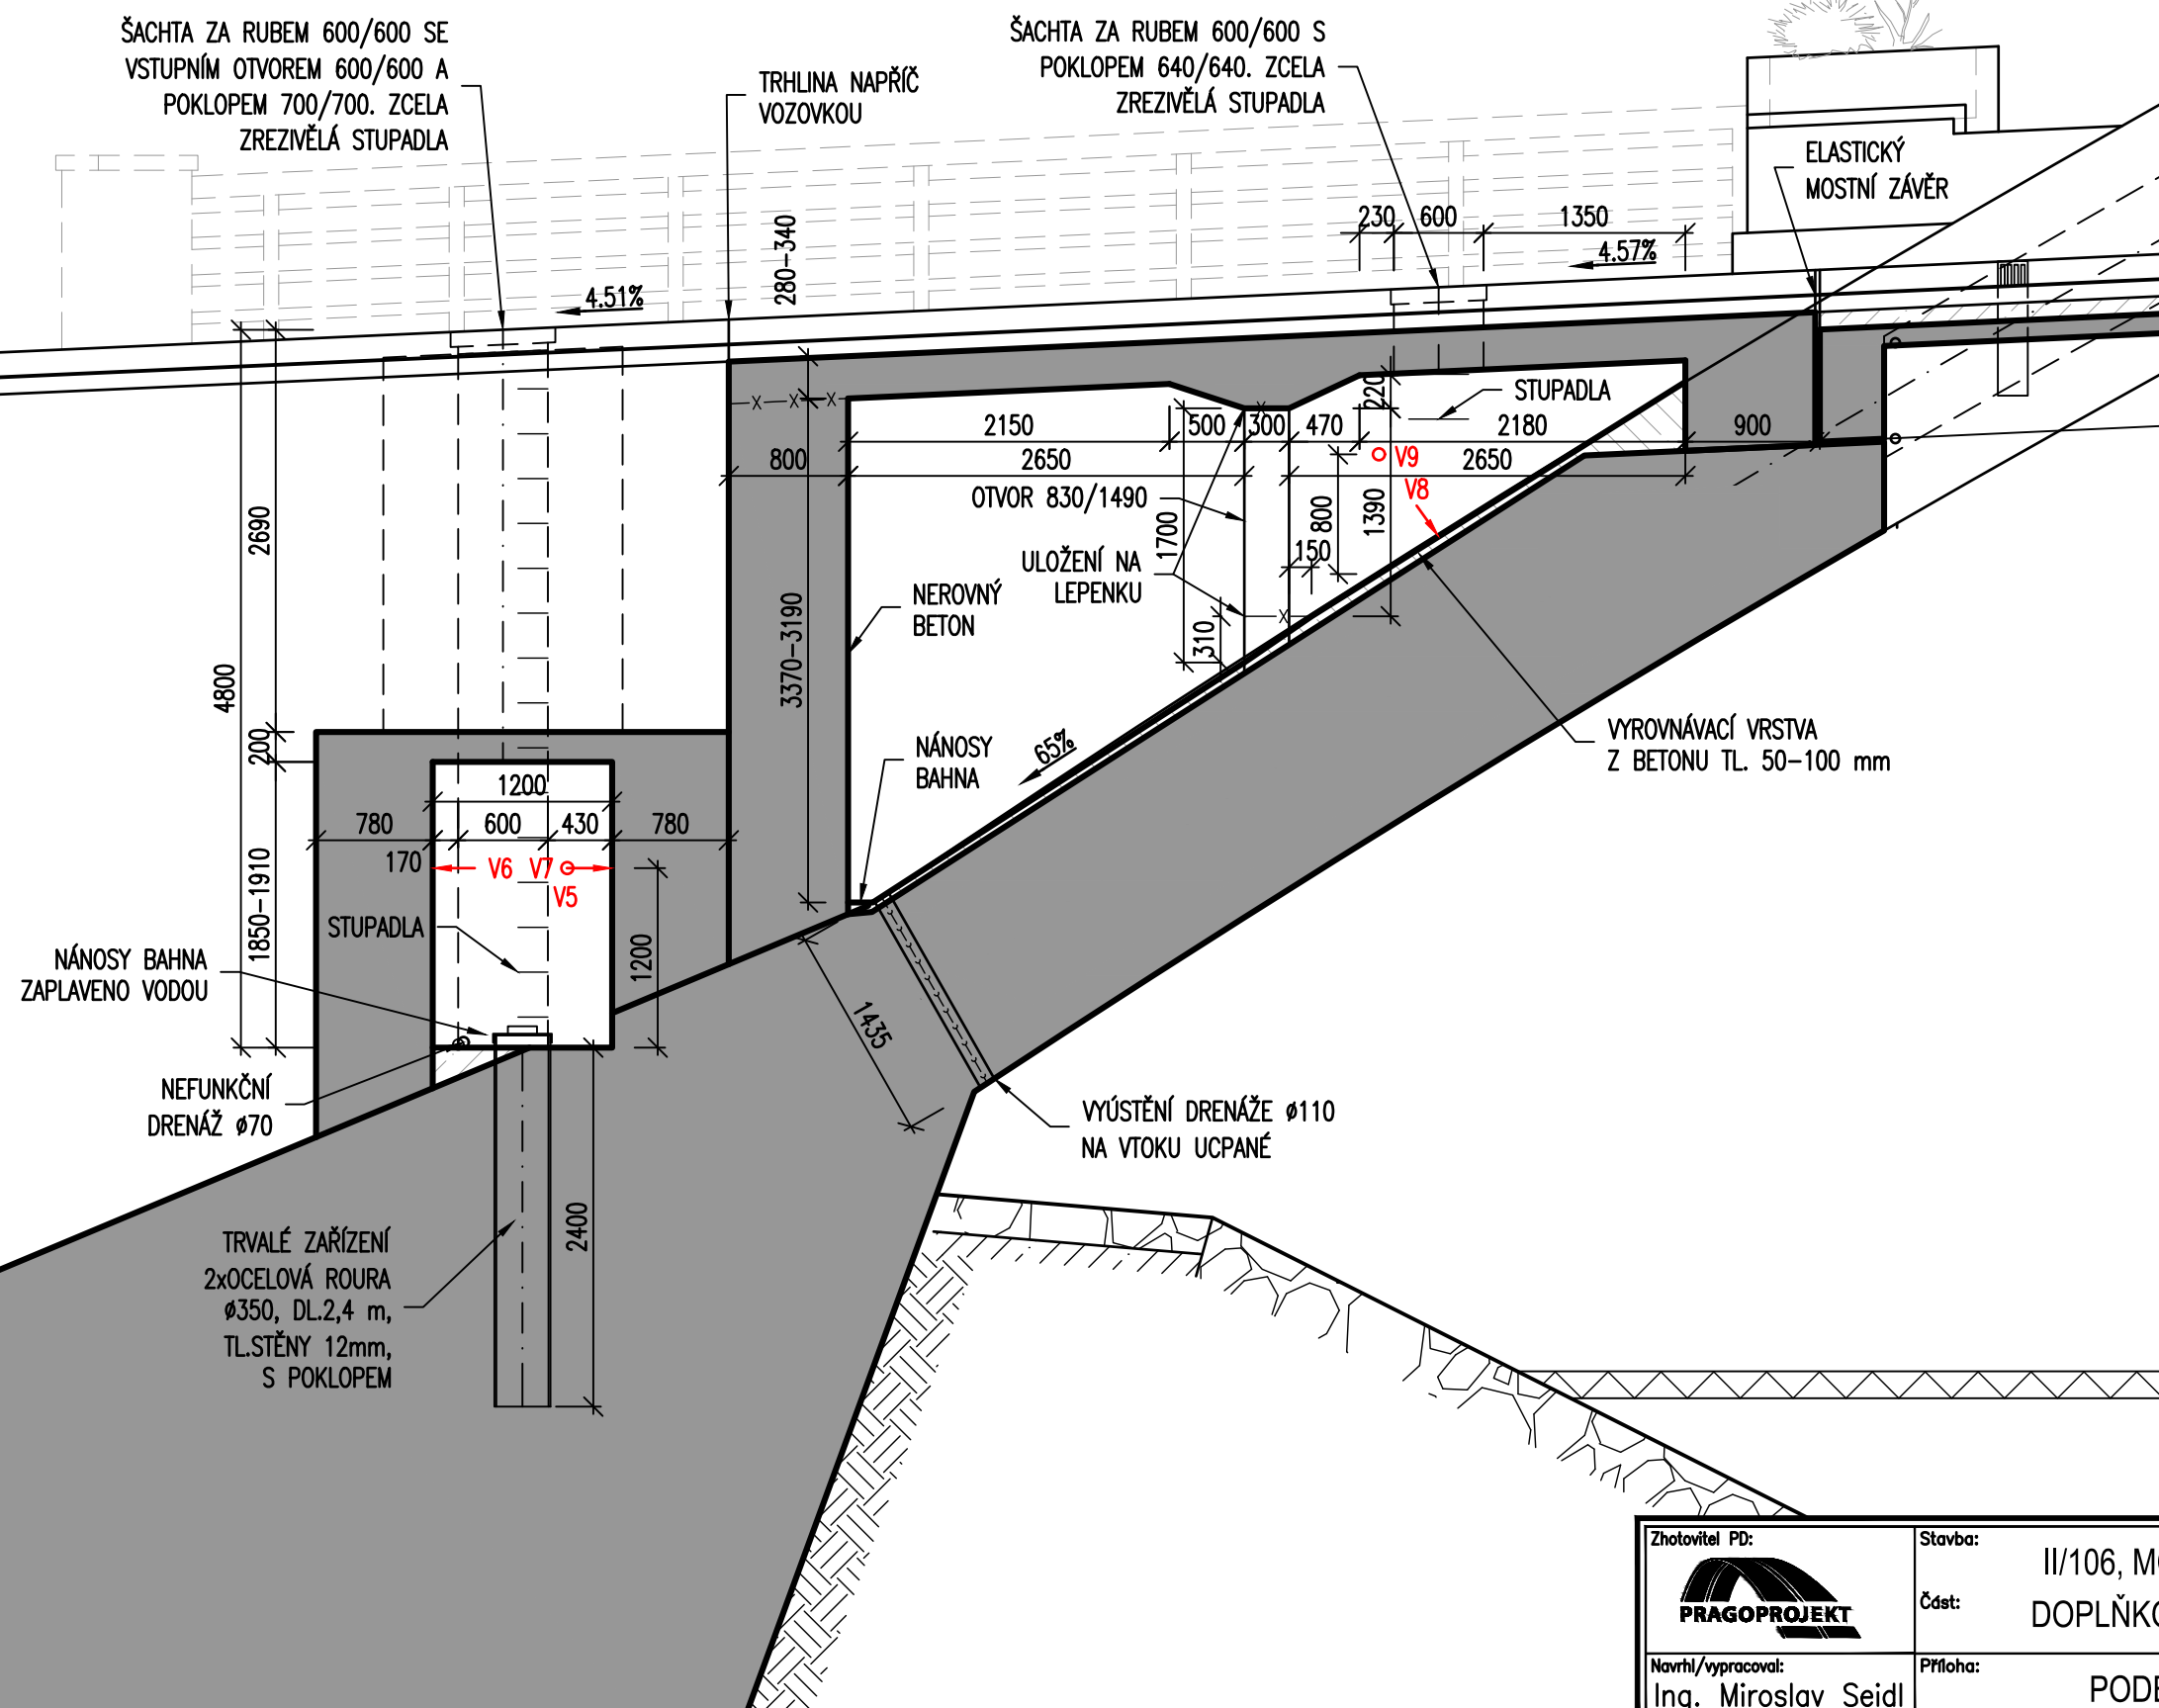 ŠACHTA ZA RUBEM 600/600 SE
VSTUPNÍM OTVOREM 600/600 A
POKLOPEM 700/700. ZCELA
ZREZIVĚLÁ STUPADLA
TRHLINA NAPŘÍČ
VOZOVKOU
ŠACHTA ZA RUBEM 600/600 S
POKLOPEM 640/640. ZCELA
ZREZIVĚLÁ STUPADLA
ELASTICKÝ
MOSTNÍ ZÁVĚR
280-340
230 600 1350
4.57%
4.51%
220
STUPADLA
2150 500 300 470 2180 900
800 2650 2650
V9
V8
OTVOR 830/1490
1700
800
1390
150
ULOŽENÍ NA
LEPENKU
310
NEROVNÝ
BETON
3370-3190
2690
4800
200
1850-1910
NÁNOSY
BAHNA
65%
VYROVNÁVACÍ VRSTVA
Z BETONU TL. 50-100 mm
1200
780 600 430 780
170
V6 V7
V5
STUPADLA
1200
NÁNOSY BAHNA
ZAPLAVENO VODOU
1435
NEFUNKČNÍ
DRENÁŽ ø70
VYÚSTĚNÍ DRENÁŽE ø110
NA VTOKU UCPANÉ
2400
TRVALÉ ZAŘÍZENÍ
2xOCELOVÁ ROURA
ø350, DL.2,4 m,
TL.STĚNY 12mm,
S POKLOPEM
Zhotovitel PD:
PRAGOPROJEKT
Stavba:
II/106,
Část:
Navrhl/vypracoval:
Ing. Miroslav Seidl
Příloha: